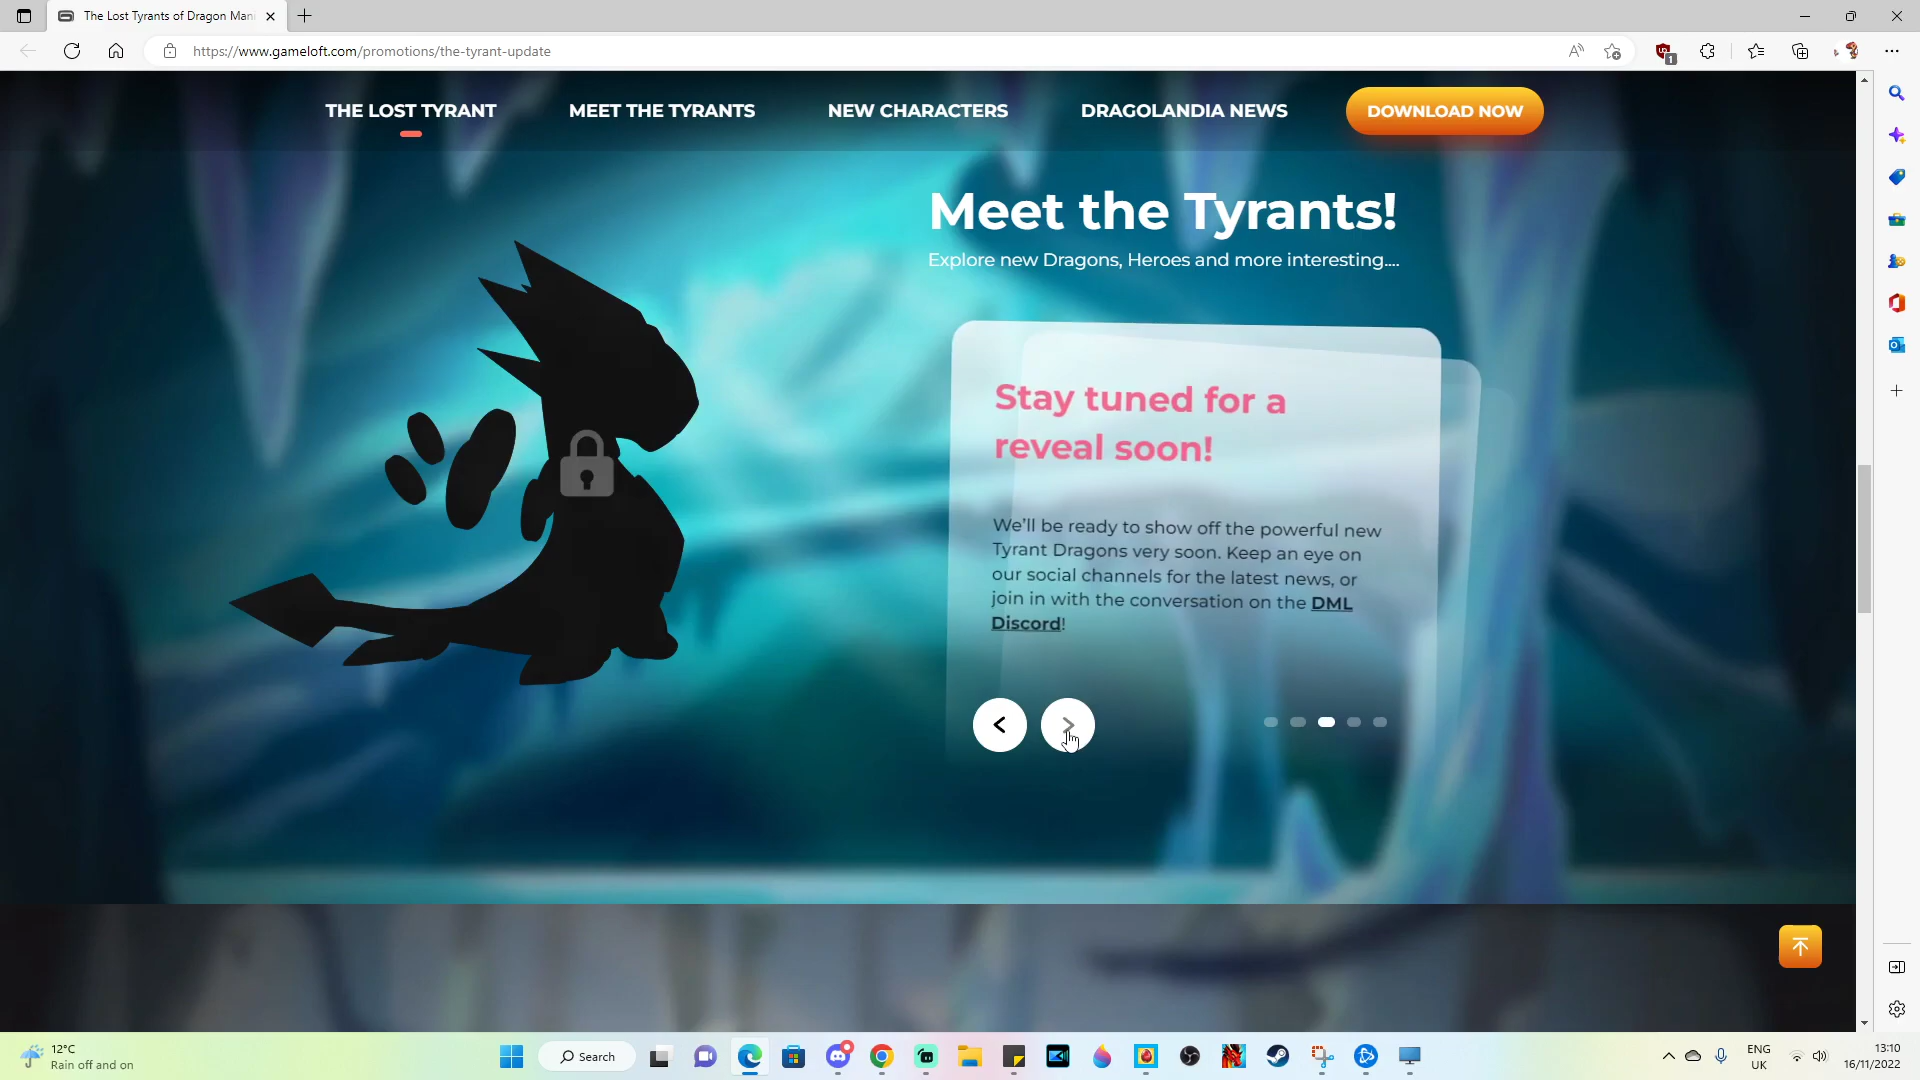 The Lost Tyrants of Dragon Man
https://www.gameloft.com/promotions/the-tyrant-update
1
THE LOST TYRANT
MEET THE TYRANTS
NEW CHARACTERS
DRAGOLANDIA NEWS
DOWNLOAD NOW
Meet the Tyrants!
Explore new Dragons, Heroes and more interesting....
Stay tuned for a
reveal soon!
We'll be ready to show off the powerful new
Tyrant Dragons very soon. Keep an eye on
our social channels for the latest news, or
join in with the conversation on the DML
Discord!
12°C
Rain off and on
Search
ENG
UK
13:10
16/11/2022